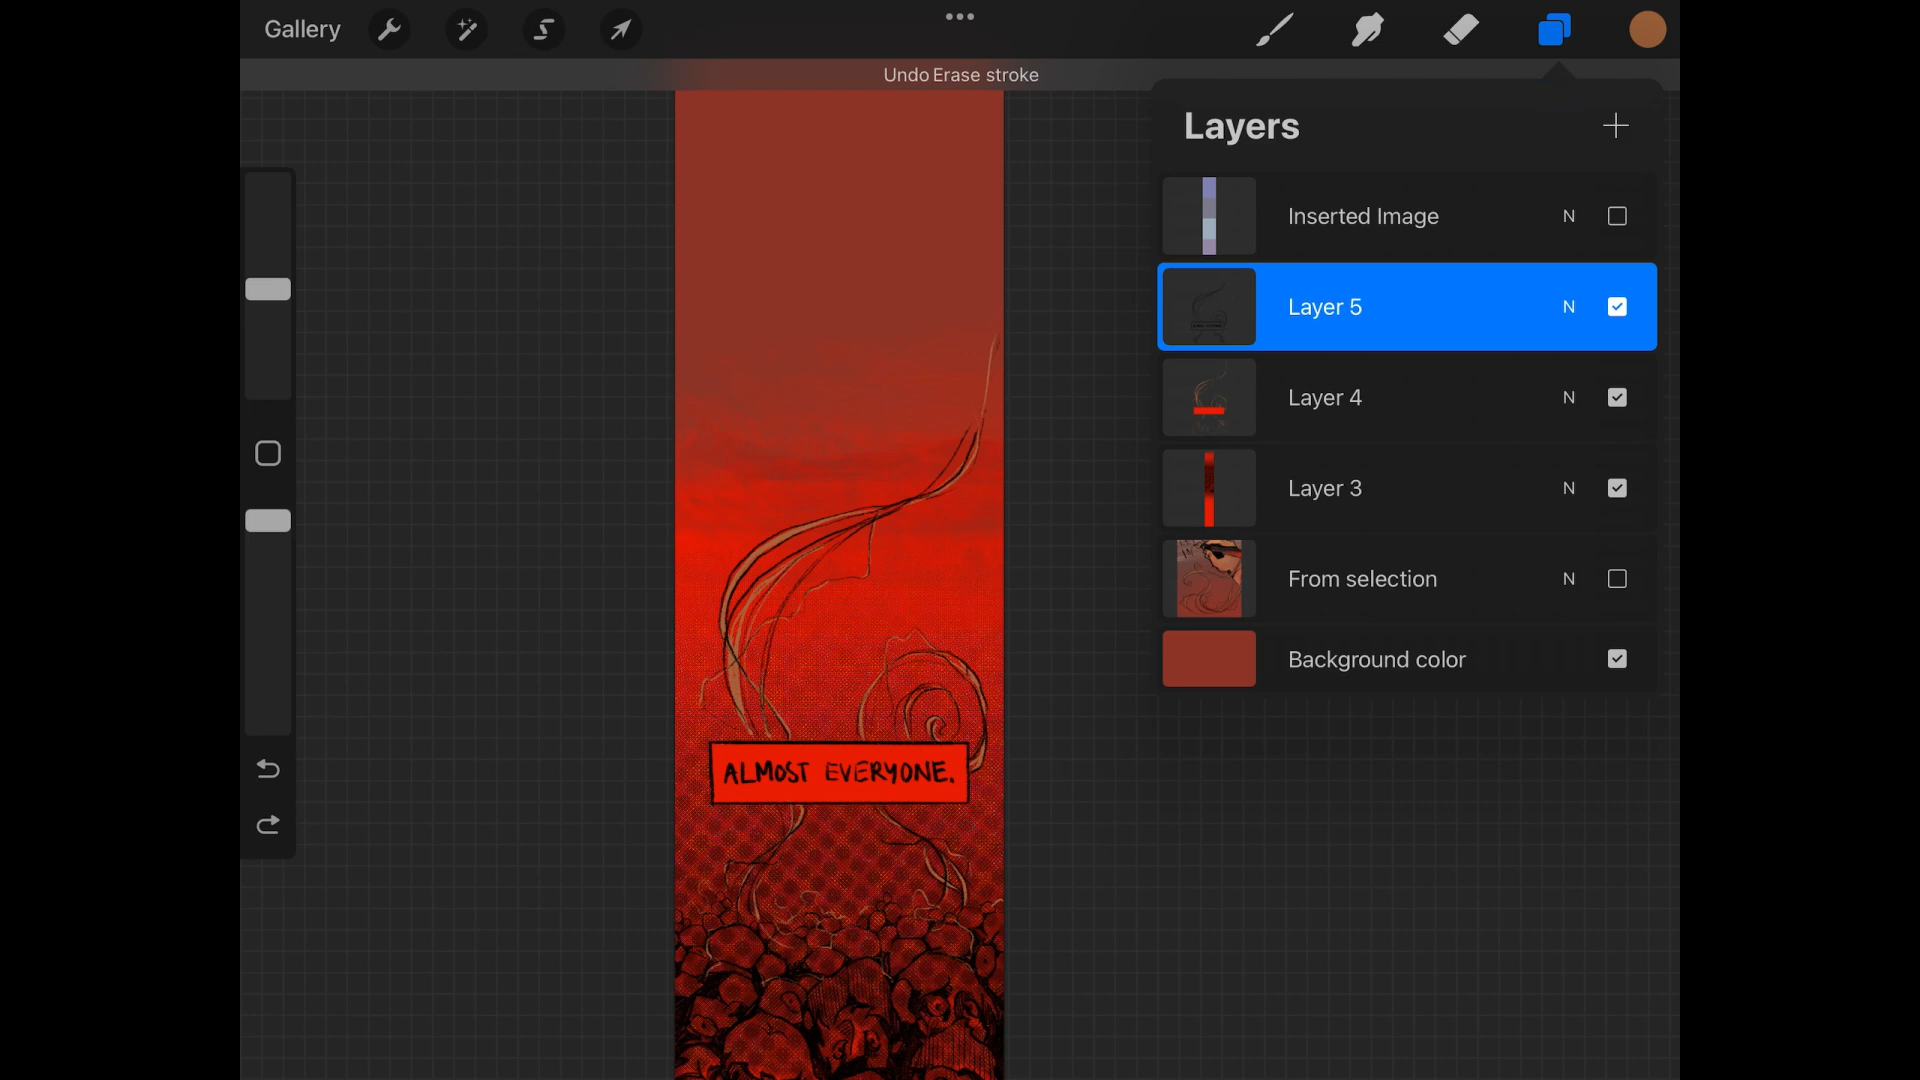 Gallery
Undo Erase stroke
Layers
Inserted Image N
Layer 5 N
Layer 4 N
Layer 3 N
From selection N
Background color
ALMOST EVERYONE.